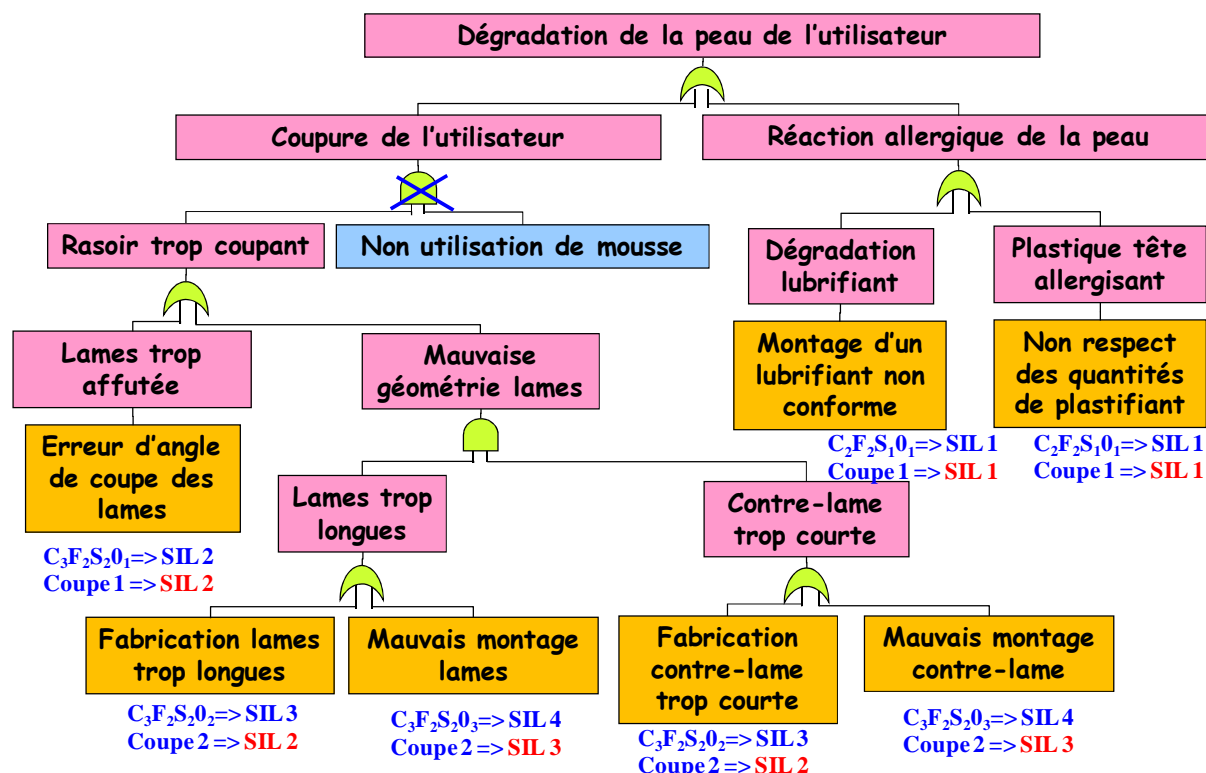 Dégradation de la peau de l'utilisateur
Coupure de l'utilisateur
Réaction allergique de la peau
Rasoir trop coupant
Non utilisation de mousse
Dégradation
lubrifiant
Plastique tête
allergisant
Lames trop
affutée
Mauvaise
géométrie lames
Montage d'un
lubrifiant non
conforme
Non respect
des quantités
de plastifiant
C₂F₂S₁0₁=> SIL 1
Coupe 1 => SIL 1
C₂F₂S₁0₁=> SIL 1
Coupe 1 => SIL 1
Erreur d'angle
de coupe des
lames
C₃F₂S₂0₁=> SIL 2
Coupe 1 => SIL 2
Lames trop
longues
Contre-lame
trop courte
Fabrication lames
trop longues
Mauvais montage
lames
Fabrication
contre-lame
trop courte
Mauvais montage
contre-lame
C₃F₂S₂0₂=> SIL 3
Coupe 2 => SIL 2
C₃F₂S₂0₃=> SIL 4
Coupe 2 => SIL 3
C₃F₂S₂0₂=> SIL 3
Coupe 2 => SIL 2
C₃F₂S₂0₃=> SIL 4
Coupe 2 => SIL 3